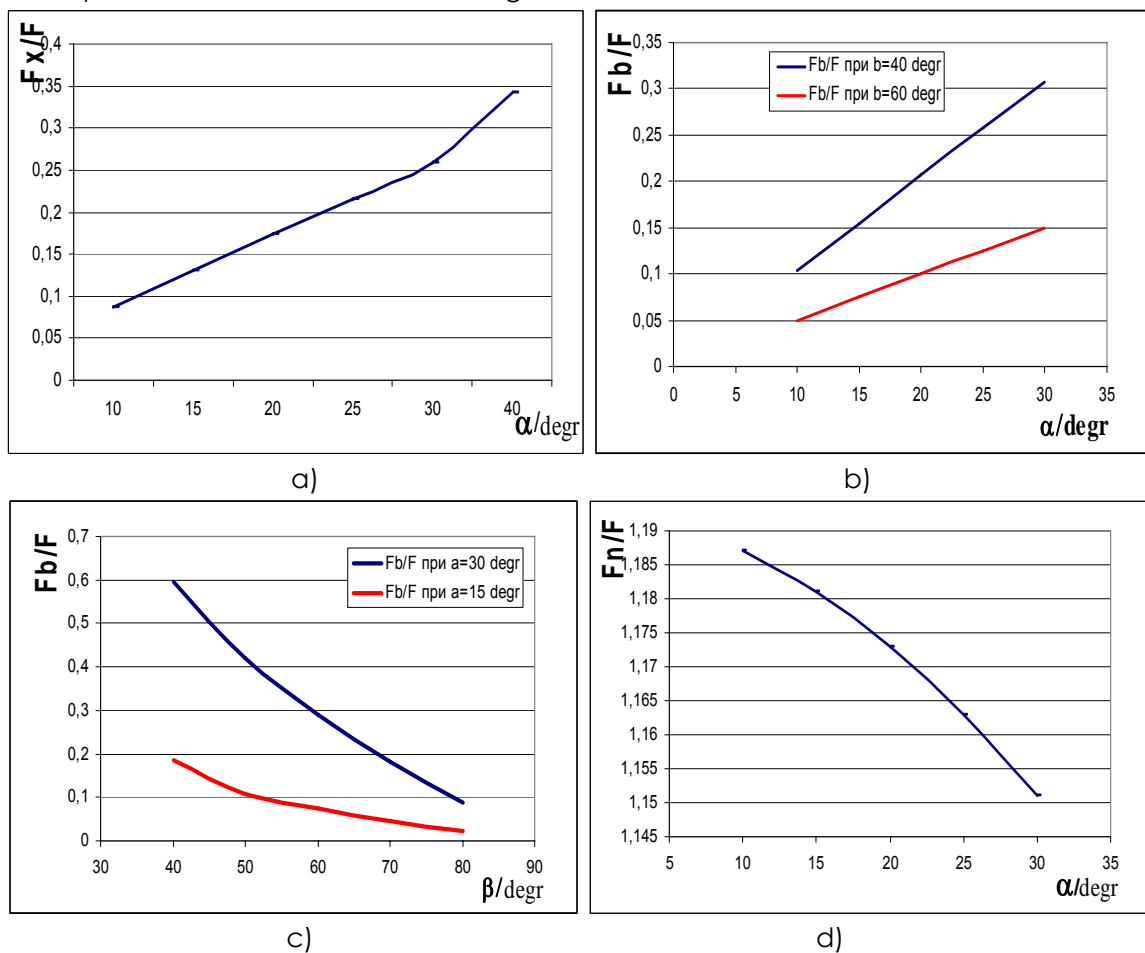 0,4
0,35
0,3
0,25
0,2
0,15
0,1
0,05
0
Fx/F
10 15 20 25 30 40
α/degr
a)
0,35
0,3
0,25
0,2
0,15
0,1
0,05
0
Fb/F
Fb/F при b=40 degr
Fb/F при b=60 degr
0 5 10 15 20 25 30 35
α/degr
b)
0,7
0,6
0,5
0,4
0,3
0,2
0,1
0
Fb/F
Fb/F при a=30 degr
Fb/F при a=15 degr
30 40 50 60 70 80 90
β/degr
c)
1,19
1,185
1,18
1,175
1,17
1,165
1,16
1,155
1,15
1,145
Fn/F
5 10 15 20 25 30 35
α/degr
d)